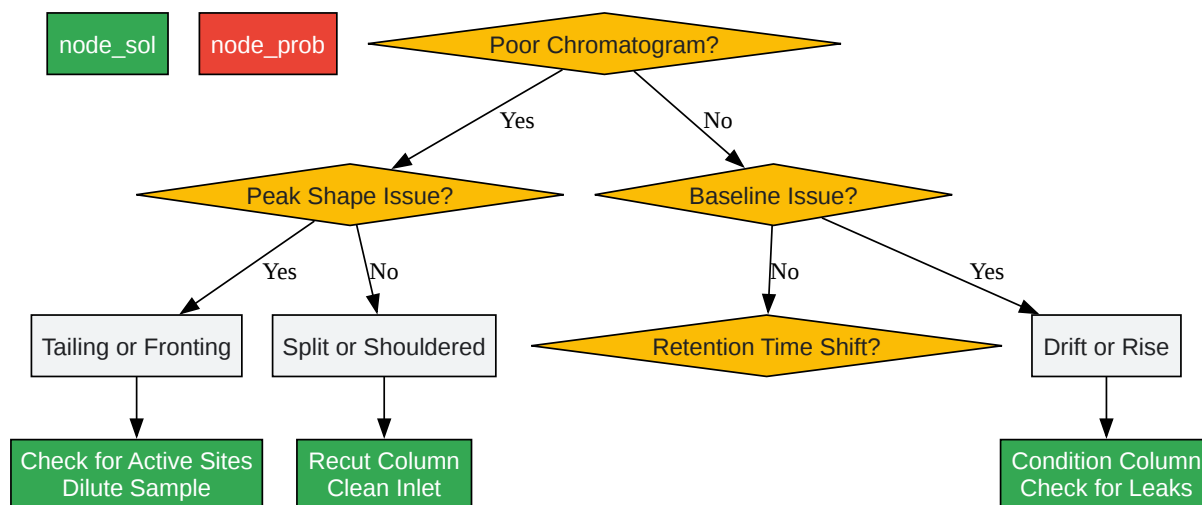 node_sol
node_prob
Poor Chromatogram?
Yes
No
Peak Shape Issue?
Baseline Issue?
Yes
No
No
Yes
Tailing or Fronting
Split or Shouldered
Retention Time Shift?
Drift or Rise
Check for Active Sites
Dilute Sample
Recut Column
Clean Inlet
Condition Column
Check for Leaks